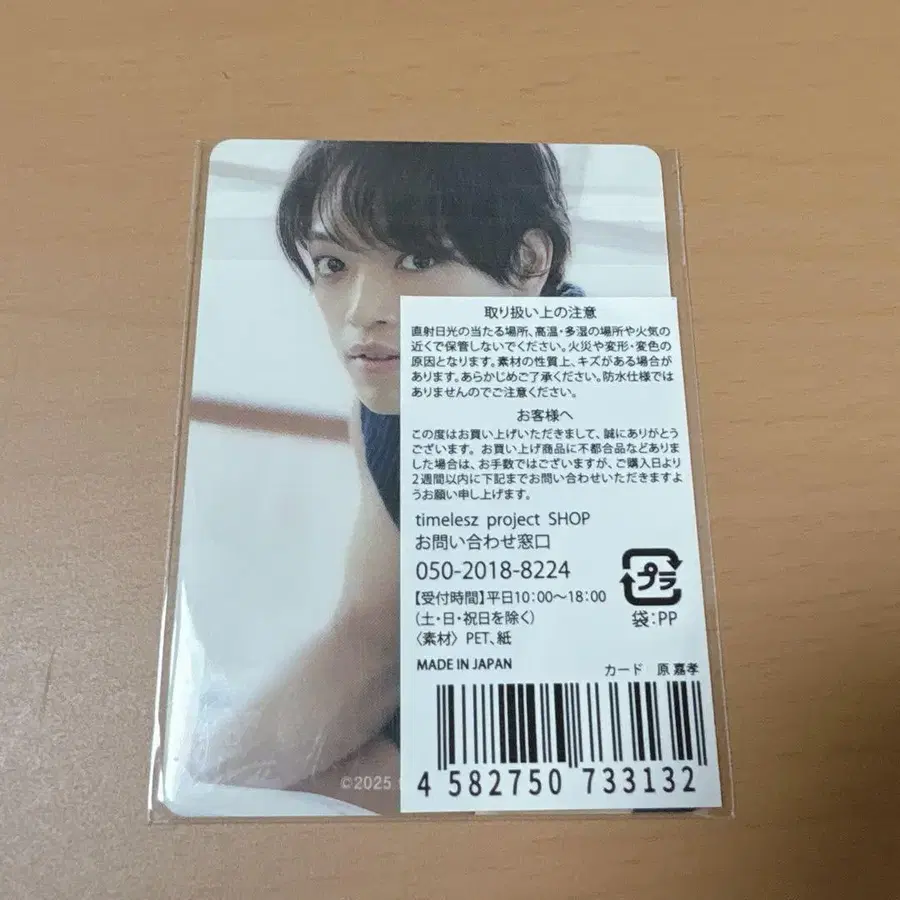 取り扱い上の注意
直射日光の当たる場所、高温・多湿の場所や火気の
近くで保管しないでください。火災や変形・変色の
原因となります。素材の性質上、キズがある場合が
あります。あらかじめご了承ください。防水仕様では
ありませんのでご注意ください。
お客様へ
この度はお買い上げいただきまして、誠にありがとう
ございます。お買い上げ商品に不都合品などありま
した場合は、お手数ではございますが、ご購入日より
2週間以内に下記までお問い合わせいただきますよ
うお願い申し上げます。
timelesz project SHOP
お問い合わせ窓口
050-2018-8224
【受付時間】平日10:00〜18:00
(土・日・祝日を除く)
〈素材〉PET、紙
プラ
袋:PP
MADE IN JAPAN
カード 原 嘉孝
4 582750 733132
©2025